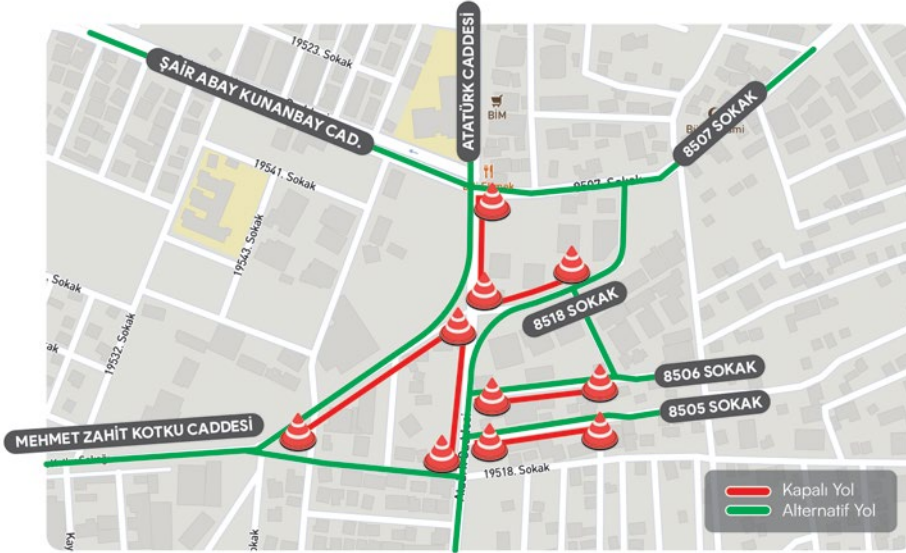 19523. Sokak
ATATÜRK CADDESİ
ŞAİR ABAY KUNANBAY CAD.
BİM
8507 SOKAK
19541. Sokak
8507. Sokak
19543. Sokak
. Sokak
8518 SOKAK
19532. Sokak
8506 SOKAK
8505 SOKAK
MEHMET ZAHİT KOTKU CADDESİ
19518. Sokak
Kapalı Yol
Alternatif Yol